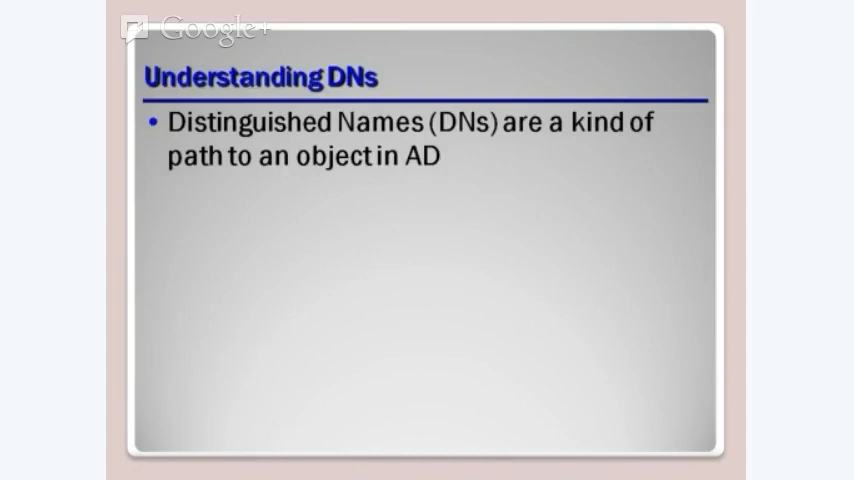 Google+
Understanding DNs
• Distinguished Names (DNs) are a kind of
path to an object in AD